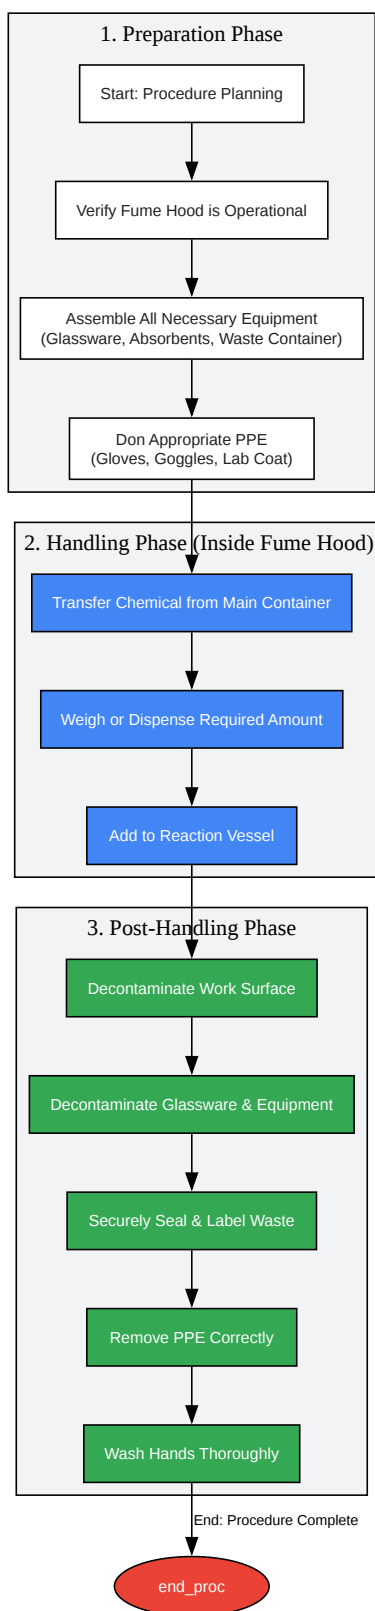 1. Preparation Phase
Start: Procedure Planning
Verify Fume Hood is Operational
Assemble All Necessary Equipment
(Glassware, Absorbents, Waste Container)
Don Appropriate PPE
(Gloves, Goggles, Lab Coat)
2. Handling Phase (Inside Fume Hood)
Transfer Chemical from Main Container
Weigh or Dispense Required Amount
Add to Reaction Vessel
3. Post-Handling Phase
Decontaminate Work Surface
Decontaminate Glassware & Equipment
Securely Seal & Label Waste
Remove PPE Correctly
Wash Hands Thoroughly
End: Procedure Complete
end_proc